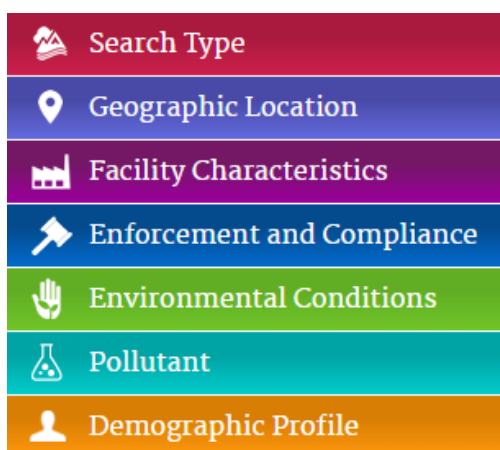 Search Type
Geographic Location
Facility Characteristics
Enforcement and Compliance
Environmental Conditions
Pollutant
Demographic Profile